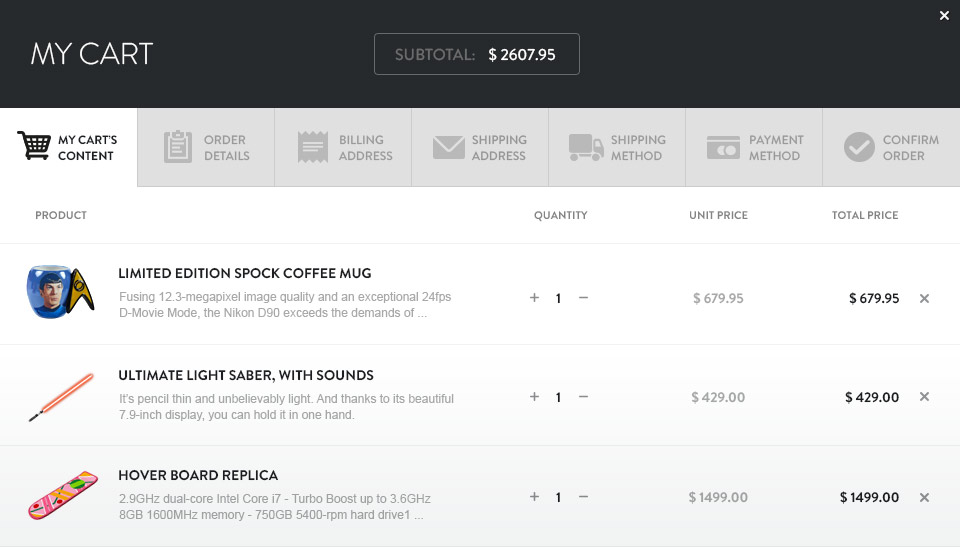 MY CART
SUBTOTAL: $ 2607.95
MY CART'S
CONTENT
ORDER
DETAILS
BILLING
ADDRESS
SHIPPING
ADDRESS
SHIPPING
METHOD
PAYMENT
METHOD
CONFIRM
ORDER
PRODUCT QUANTITY UNIT PRICE TOTAL PRICE
LIMITED EDITION SPOCK COFFEE MUG
Fusing 12.3-megapixel image quality and an exceptional 24fps
D-Movie Mode, the Nikon D90 exceeds the demands of ...
+ 1 − $ 679.95 $ 679.95 ×
ULTIMATE LIGHT SABER, WITH SOUNDS
It's pencil thin and unbelievably light. And thanks to its beautiful
7.9-inch display, you can hold it in one hand.
+ 1 − $ 429.00 $ 429.00 ×
HOVER BOARD REPLICA
2.9GHz dual-core Intel Core i7 - Turbo Boost up to 3.6GHz
8GB 1600MHz memory - 750GB 5400-rpm hard drive1 ...
+ 1 − $ 1499.00 $ 1499.00 ×